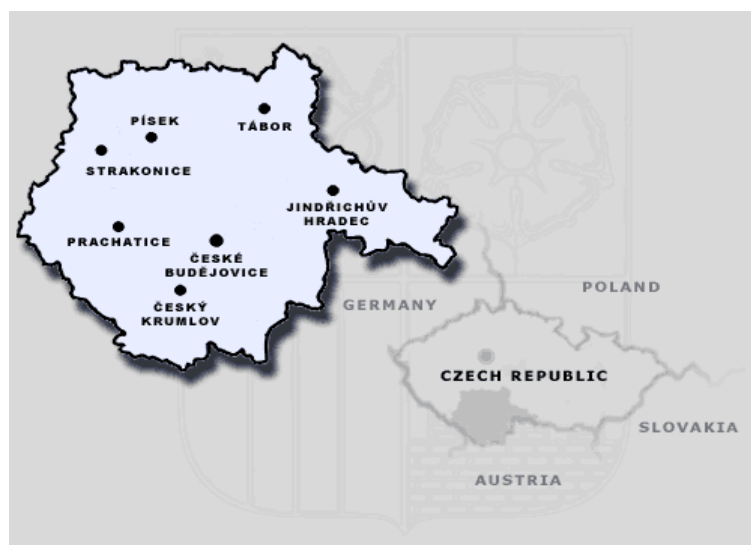 PÍSEK
TÁBOR
STRAKONICE
JINDŘICHŮV
HRADEC
PRACHATICE
ČESKÉ
BUDĚJOVICE
ČESKÝ
KRUMLOV
GERMANY
POLAND
CZECH REPUBLIC
SLOVAKIA
AUSTRIA